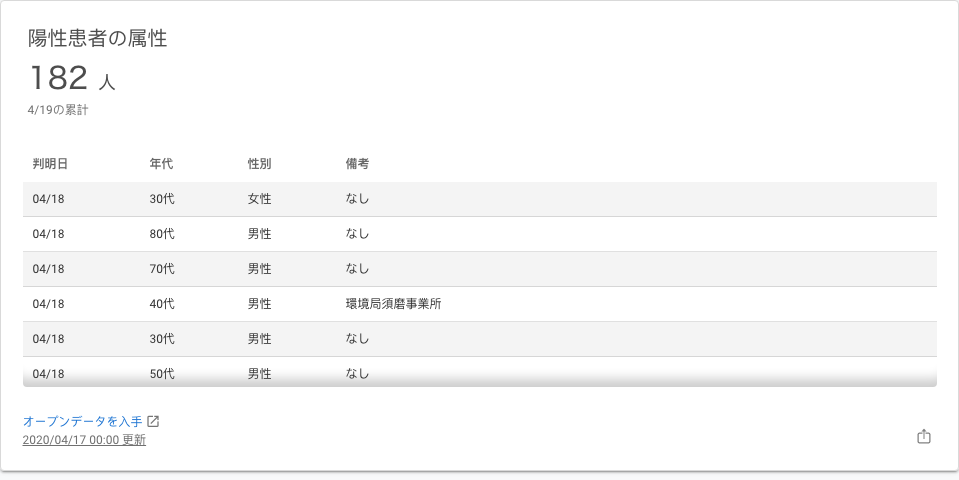 陽性患者の属性
182 人
4/19の累計
判明日 年代 性別 備考
04/18 30代 女性 なし
04/18 80代 男性 なし
04/18 70代 男性 なし
04/18 40代 男性 環境局須磨事業所
04/18 30代 男性 なし
04/18 50代 男性 なし
オープンデータを入手
2020/04/17 00:00 更新